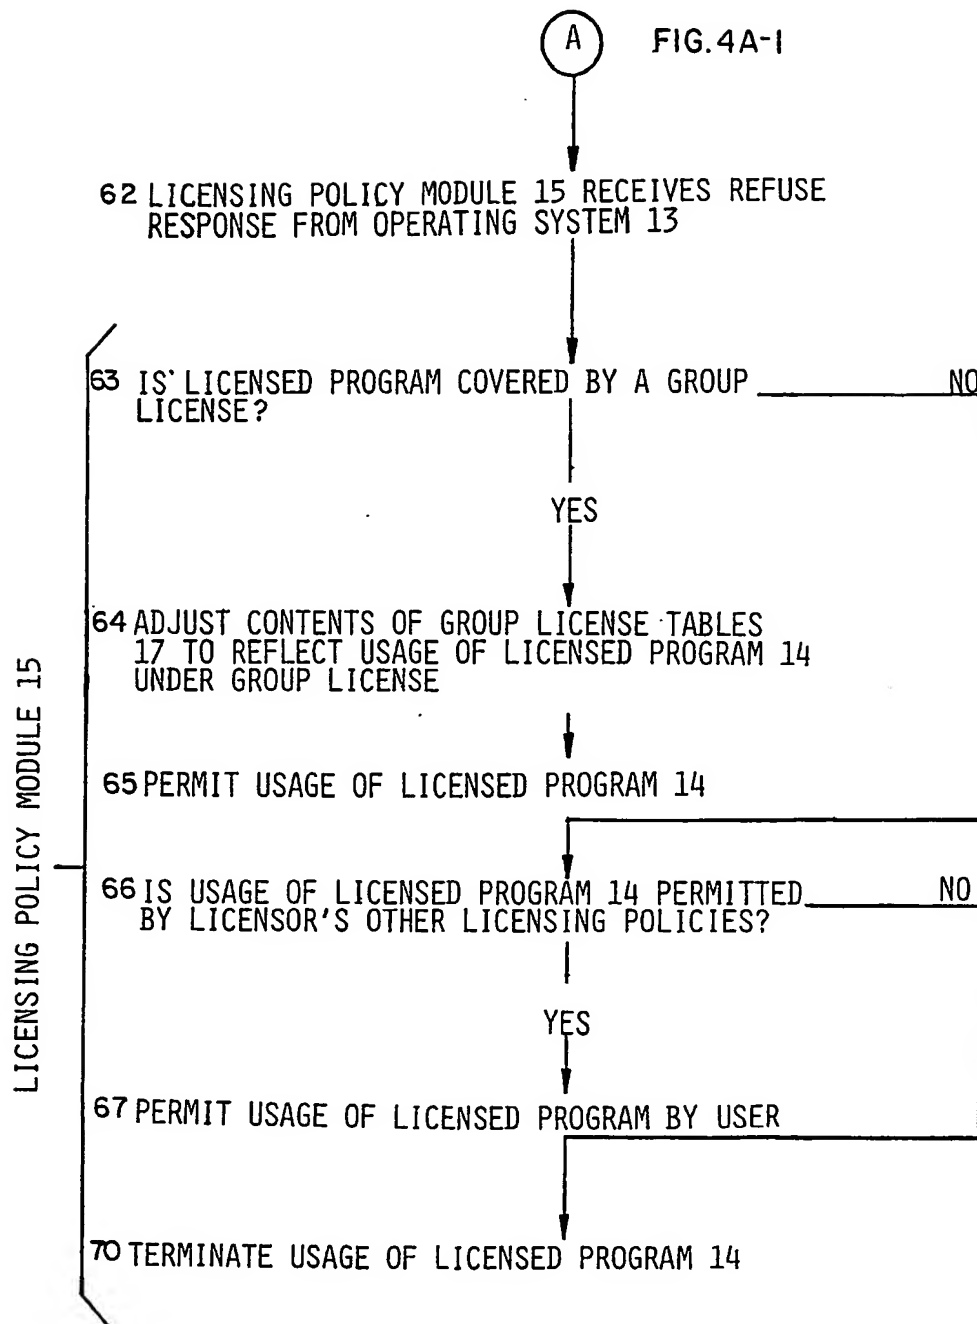 A FIG.4A-1
62 LICENSING POLICY MODULE 15 RECEIVES REFUSE
RESPONSE FROM OPERATING SYSTEM 13
63 IS LICENSED PROGRAM COVERED BY A GROUP NO
LICENSE?
YES
64 ADJUST CONTENTS OF GROUP LICENSE TABLES
17 TO REFLECT USAGE OF LICENSED PROGRAM 14
UNDER GROUP LICENSE
65 PERMIT USAGE OF LICENSED PROGRAM 14
66 IS USAGE OF LICENSED PROGRAM 14 PERMITTED NO
BY LICENSOR'S OTHER LICENSING POLICIES?
YES
67 PERMIT USAGE OF LICENSED PROGRAM BY USER
70 TERMINATE USAGE OF LICENSED PROGRAM 14
LICENSING POLICY MODULE 15